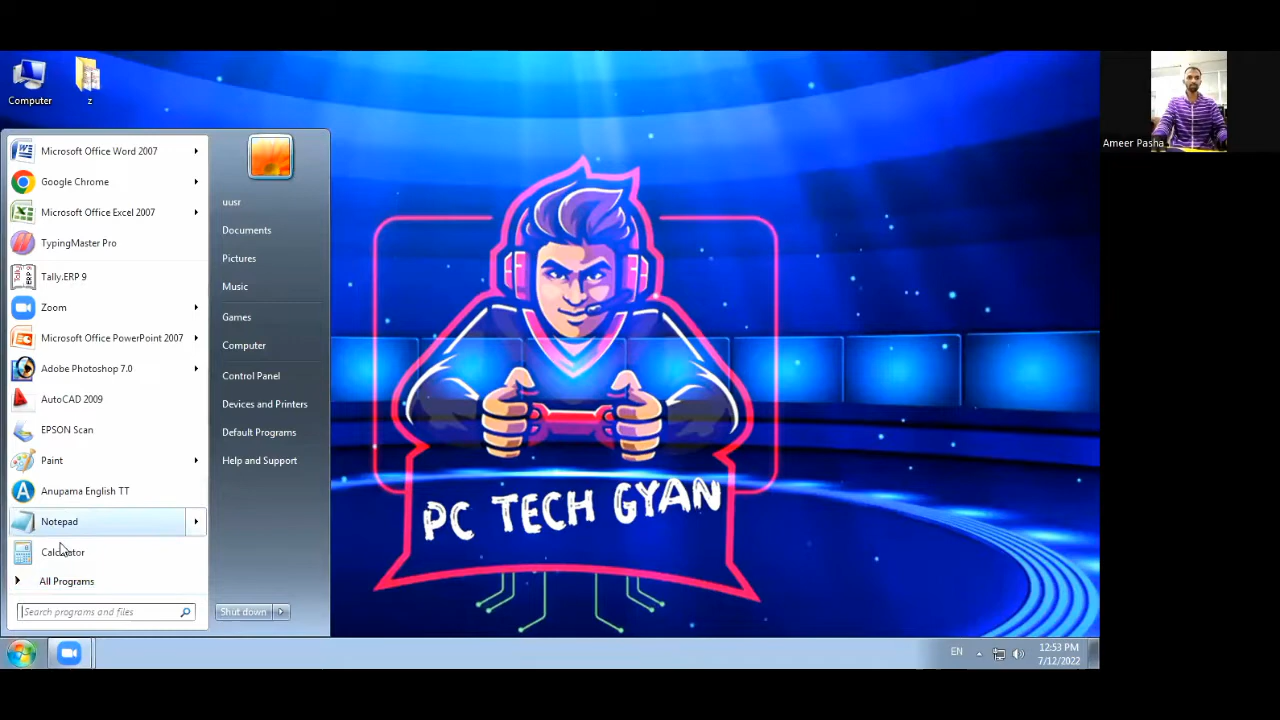 Computer
z
Microsoft Office Word 2007
Google Chrome
Microsoft Office Excel 2007
TypingMaster Pro
Tally.ERP 9
Zoom
Microsoft Office PowerPoint 2007
Adobe Photoshop 7.0
AutoCAD 2009
EPSON Scan
Paint
Anupama English TT
Notepad
Calculator
All Programs
Search programs and files
uusr
Documents
Pictures
Music
Games
Computer
Control Panel
Devices and Printers
Default Programs
Help and Support
Shut down
PC TECH GYAN
Ameer Pasha
EN
12:53 PM
7/12/2022